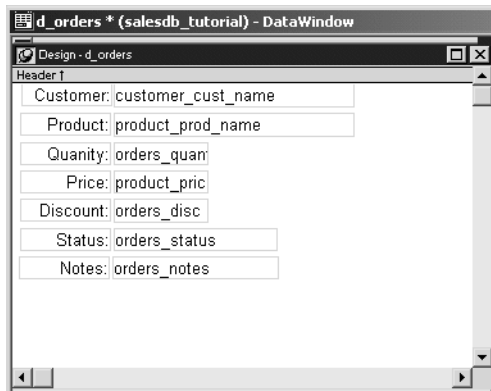 d_orders * (salesdb_tutorial) - DataWindow
Design - d_orders
Header ↑
Customer: customer_cust_name
Product: product_prod_name
Quanity: orders_quan
Price: product_pric
Discount: orders_disc
Status: orders_status
Notes: orders_notes